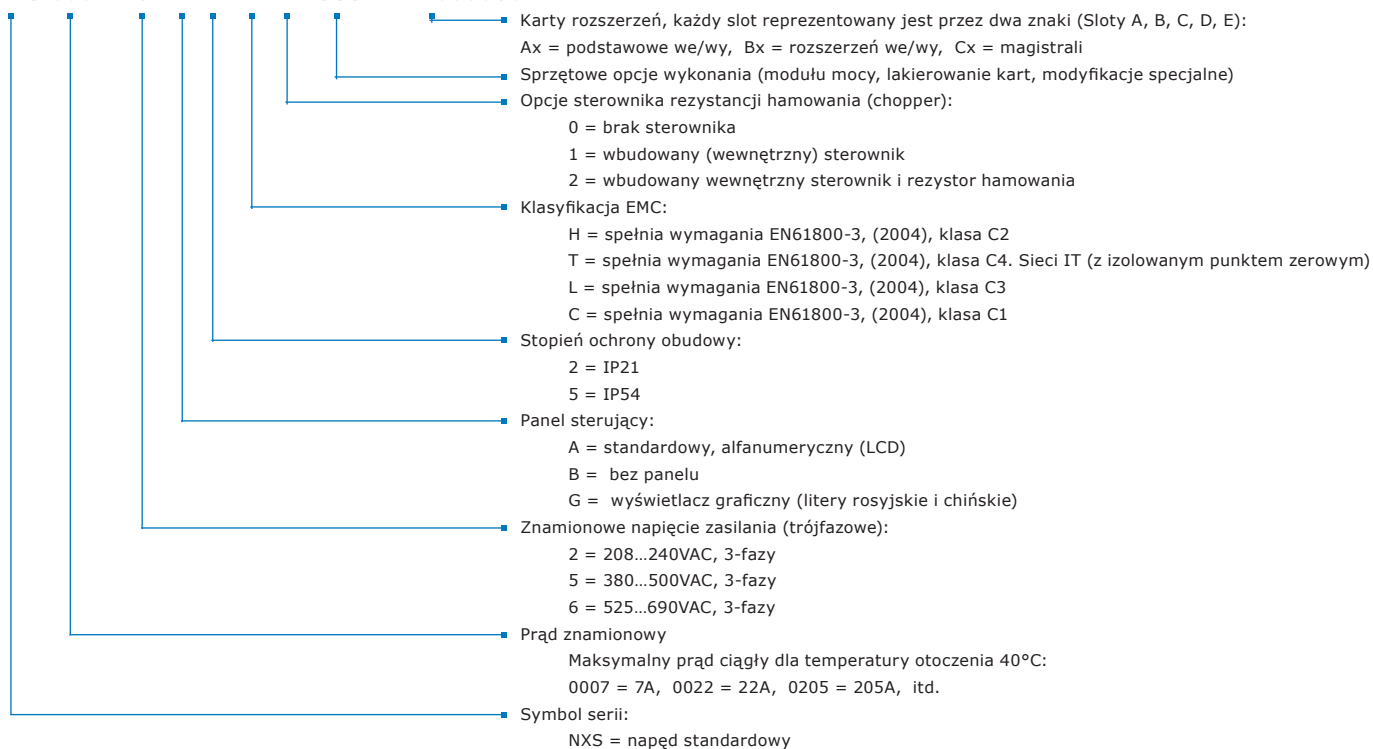 Karty rozszerzeń, każdy slot reprezentowany jest przez dwa znaki (Sloty A, B, C, D, E):
Ax = podstawowe we/wy, Bx = rozszerzeń we/wy, Cx = magistrali
Sprzętowe opcje wykonania (modułu mocy, lakierowanie kart, modyfikacje specjalne)
Opcje sterownika rezystancji hamowania (chopper):
0 = brak sterownika
1 = wbudowany (wewnętrzny) sterownik
2 = wbudowany wewnętrzny sterownik i rezystor hamowania
Klasyfikacja EMC:
H = spełnia wymagania EN61800-3, (2004), klasa C2
T = spełnia wymagania EN61800-3, (2004), klasa C4. Sieci IT (z izolowanym punktem zerowym)
L = spełnia wymagania EN61800-3, (2004), klasa C3
C = spełnia wymagania EN61800-3, (2004), klasa C1
Stopień ochrony obudowy:
2 = IP21
5 = IP54
Panel sterujący:
A = standardowy, alfanumeryczny (LCD)
B = bez panelu
G = wyświetlacz graficzny (litery rosyjskie i chińskie)
Znamionowe napięcie zasilania (trójfazowe):
2 = 208…240VAC, 3-fazy
5 = 380…500VAC, 3-fazy
6 = 525…690VAC, 3-fazy
Prąd znamionowy
Maksymalny prąd ciągły dla temperatury otoczenia 40°C:
0007 = 7A, 0022 = 22A, 0205 = 205A, itd.
Symbol serii:
NXS = napęd standardowy